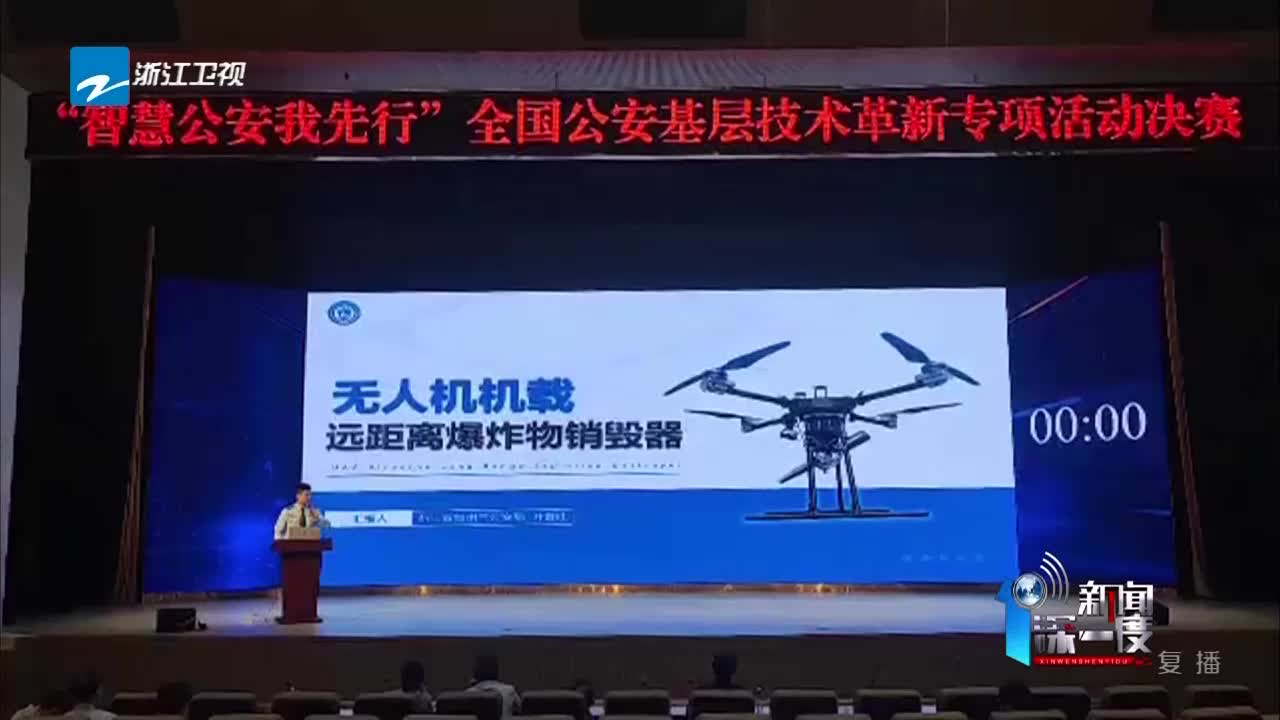 浙江卫视
“智慧公安我先行”全国公安基层技术革新专项活动决赛
无人机机载
远距离爆炸物销毁器
00:00
汇报人
新闻
深一度
XINWENSHENYIDU
复播